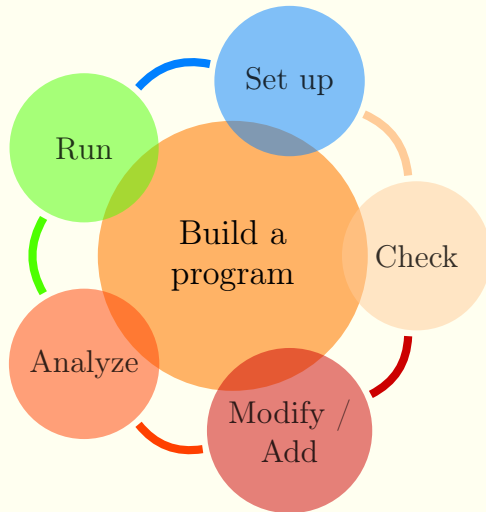 Set up
Run
Build a
program
Check
Analyze
Modify /
Add